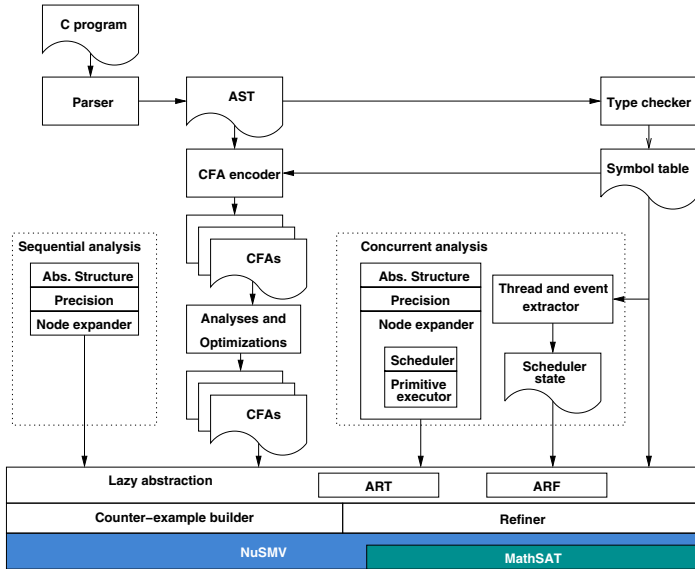 C program
Parser
AST
Type checker
CFA encoder
Symbol table
Sequential analysis
Abs. Structure
Precision
Node expander
CFAs
Analyses and
Optimizations
CFAs
Concurrent analysis
Abs. Structure
Precision
Node expander
Scheduler
Primitive
executor
Thread and event
extractor
Scheduler
state
Lazy abstraction
ART
ARF
Counter−example builder
Refiner
NuSMV
MathSAT